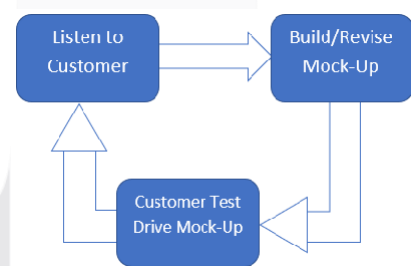 Listen to
Customer
Build/Revise
Mock-Up
Customer Test
Drive Mock-Up